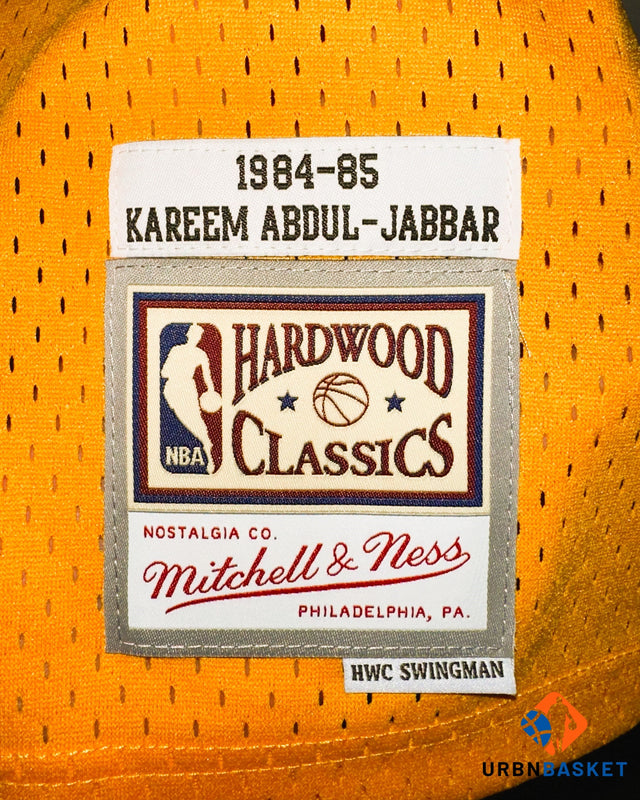 1984-85
KAREEM ABDUL-JABBAR
HARDWOOD
CLASSICS
NBA
NOSTALGIA CO.
Mitchell & Ness
PHILADELPHIA, PA.
HWC SWINGMAN
URBNBASKET